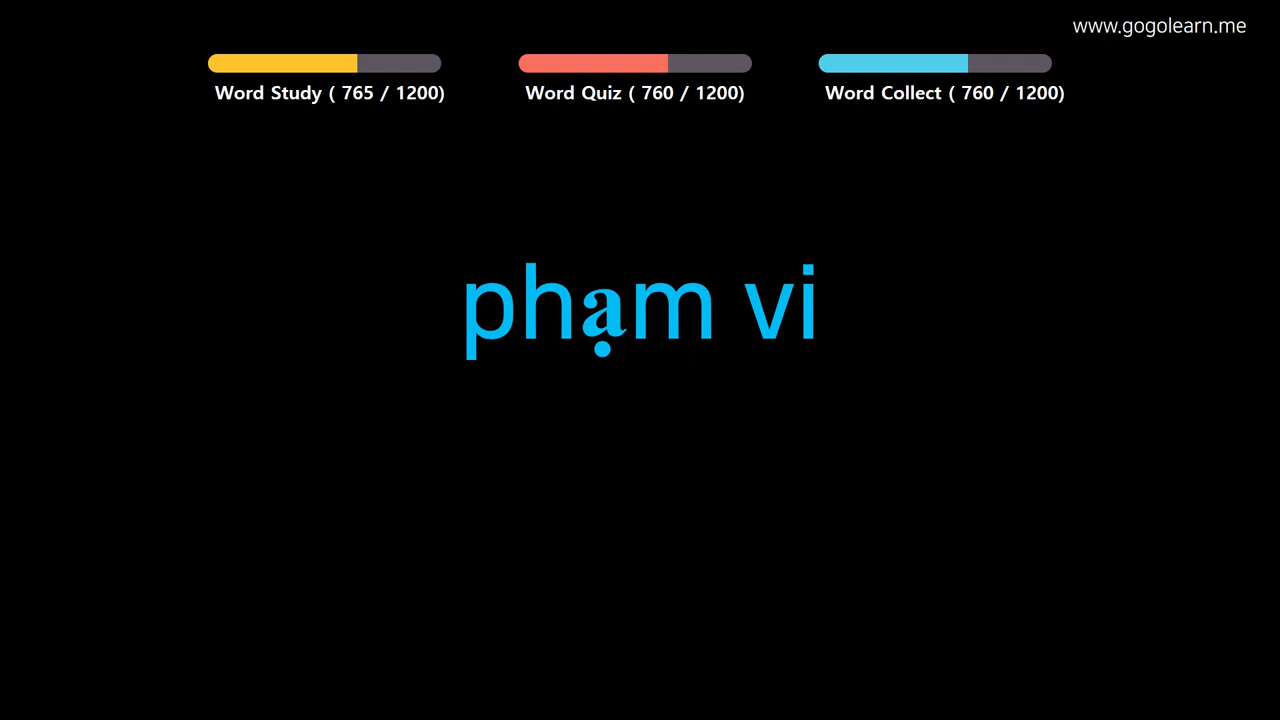 www.gogolearn.me
Word Study ( 765 / 1200)
Word Quiz ( 760 / 1200)
Word Collect ( 760 / 1200)
phạm vi